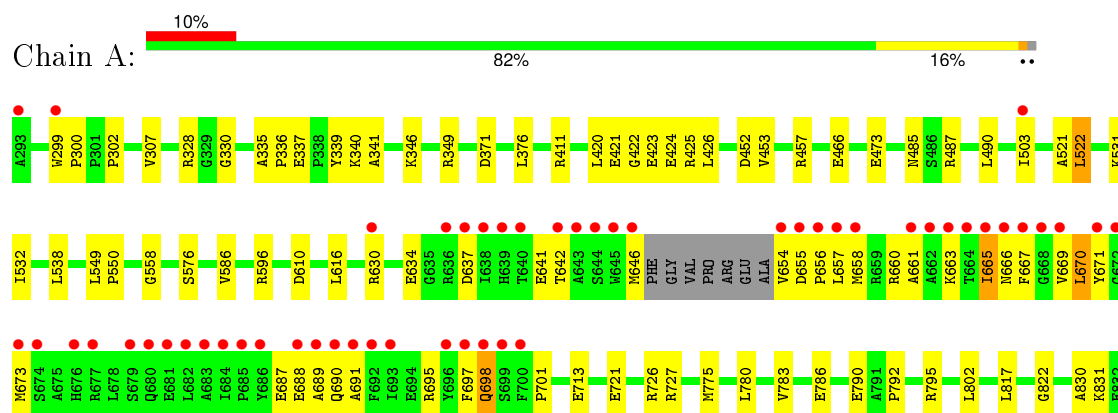 10%
Chain A:
82% 16% ••
A293 W299 P300 P301 P302 V307 R328 G329 G330 A335 P336 E337 P338 Y339 K340 A341 K346 R349 D371 L376 R411 L420 E421 G422 E423 E424 R425 L426 D452 V453 R457 E466 E473 N485 S486 R487 L490 I503 A521 L522 K531
I532 L538 L549 P550 G558 S576 V586 R596 D610 L616 R630 E634 G635 R636 D637 I638 H639 T640 E641 T642 A643 S644 W645 M646 PHE GLY VAL PRO ARG GLU ALA V654 D655 P656 L657 M658 R659 R660 A661 A662 K663 T664 I665 N666 F667 G668 V669 L670 Y671 G672
M673 S674 A675 H676 R677 L678 S679 Q680 E681 L682 A683 I684 P685 Y686 E687 E688 A689 Q690 A691 F692 I693 E694 R695 Y696 F697 Q698 S699 F700 P701 E713 E721 R726 R727 M775 L780 V783 E786 E790 A791 P792 R795 L802 L817 G822 A830 K831